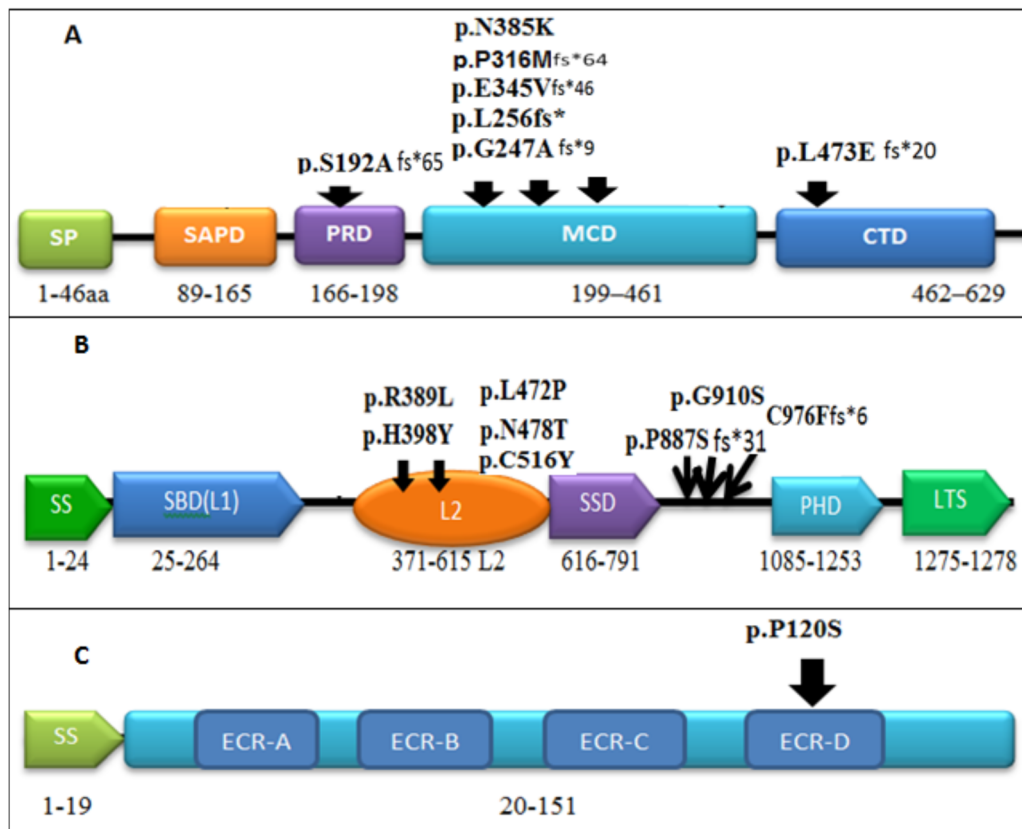 A
p.N385K
p.P316Mfs*64
p.E345Vfs*46
p.L256fs*
p.G247A fs*9
p.S192A fs*65
p.L473E fs*20
SP
SAPD
PRD
MCD
CTD
1-46aa
89-165
166-198
199–461
462–629
B
p.R389L
p.H398Y
p.L472P
p.N478T
p.C516Y
p.G910S
C976Ffs*6
p.P887S fs*31
SS
SBD(L1)
L2
SSD
PHD
LTS
1-24
25-264
371-615 L2
616-791
1085-1253
1275-1278
C
p.P120S
SS
ECR-A
ECR-B
ECR-C
ECR-D
1-19
20-151